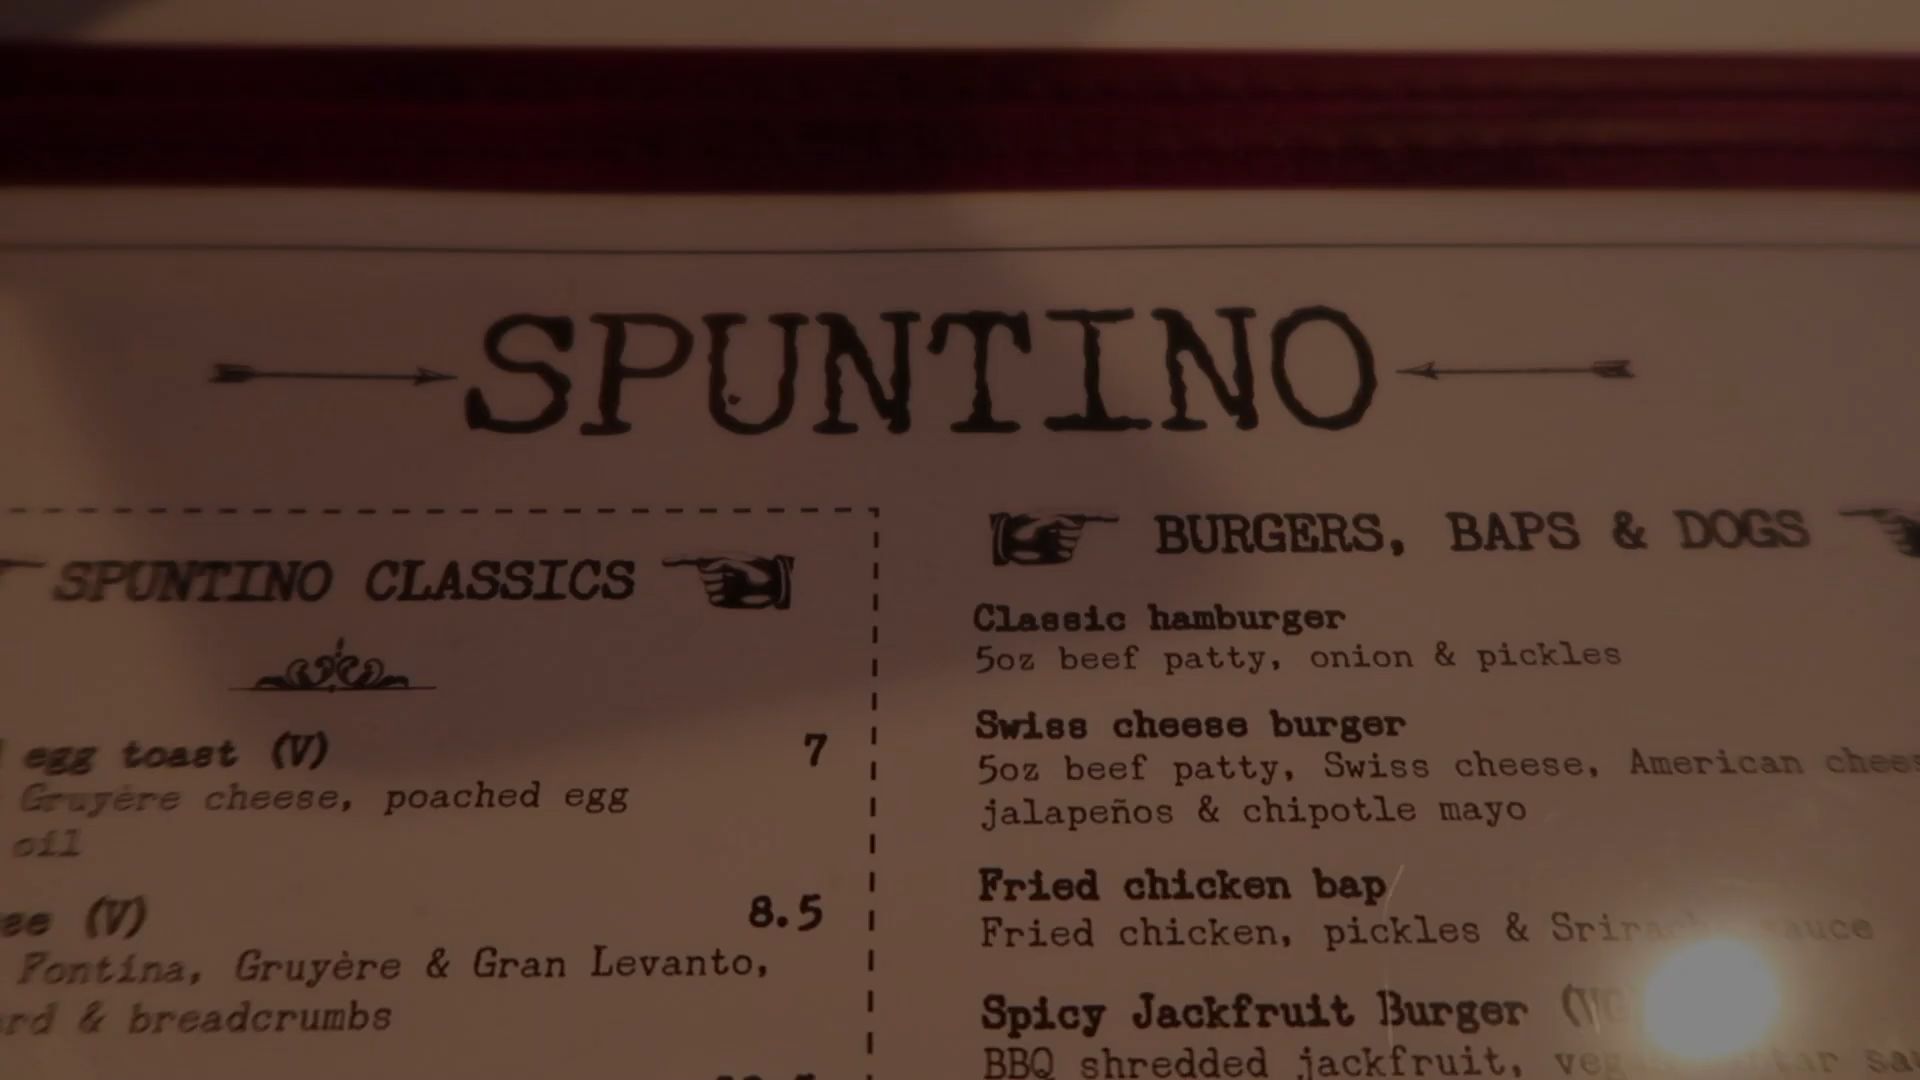 SPUNTINO
SPUNTINO CLASSICS
egg toast (V) 7
Gruyère cheese, poached egg
oil
(V) 8.5
Fontina, Gruyère & Gran Levanto,
& breadcrumbs
BURGERS, BAPS & DOGS
Classic hamburger
5oz beef patty, onion & pickles
Swiss cheese burger
5oz beef patty, Swiss cheese, American
jalapeños & chipotle mayo
Fried chicken bap
Fried chicken, pickles & Sriracha sauce
Spicy Jackfruit Burger
BBQ shredded jackfruit,